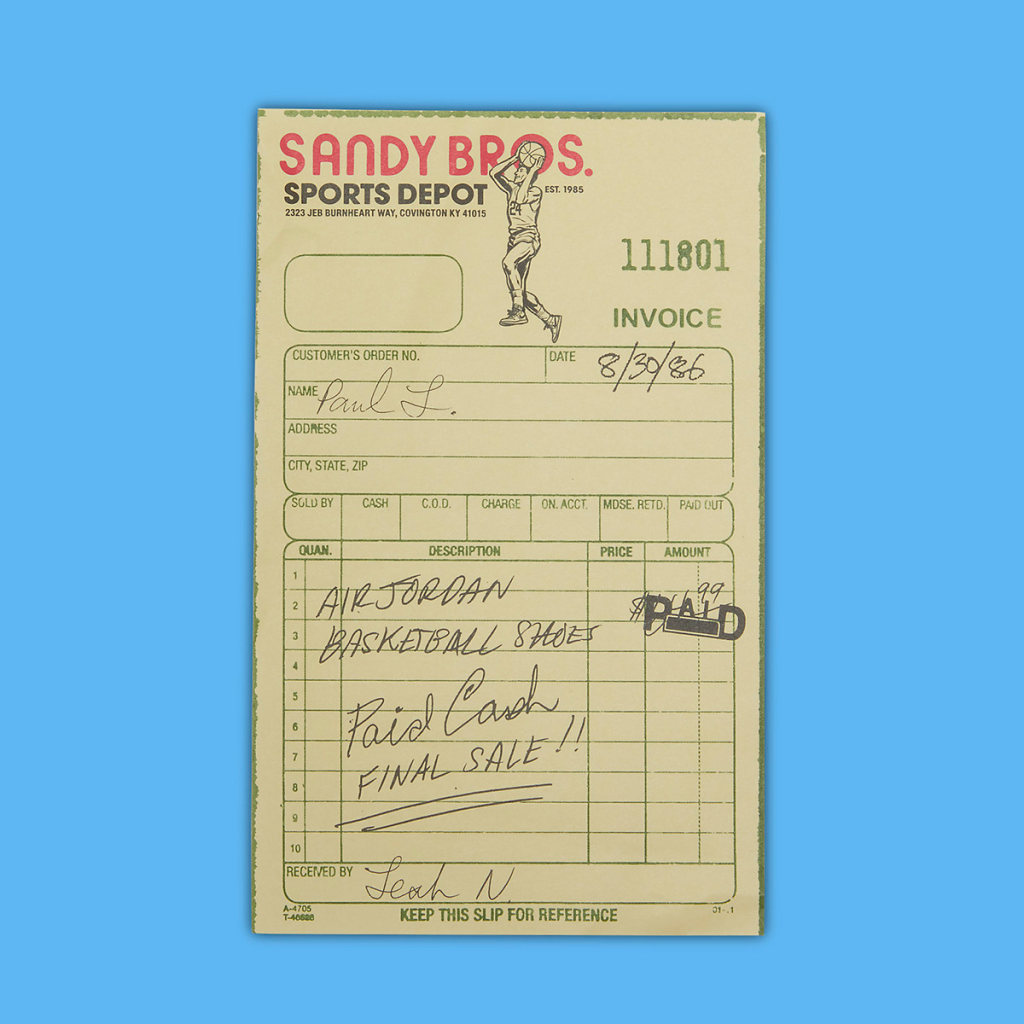 SANDY BROS.
SPORTS DEPOT
EST. 1985
2323 JEB BURNHEART WAY, COVINGTON KY 41015
24
111801
INVOICE
CUSTOMER'S ORDER NO. DATE 8/30/86
NAME Paul L.
ADDRESS
CITY, STATE, ZIP
SOLD BY CASH C.O.D. CHARGE ON. ACCT. MDSE. RETD. PAID OUT
QUAN. DESCRIPTION PRICE AMOUNT
1
2 AIR JORDAN PAID
3 BASKETBALL SHOES
4
5
6 Paid Cash
7 FINAL SALE!!
8
9
10
RECEIVED BY Leah N.
A-4705
KEEP THIS SLIP FOR REFERENCE